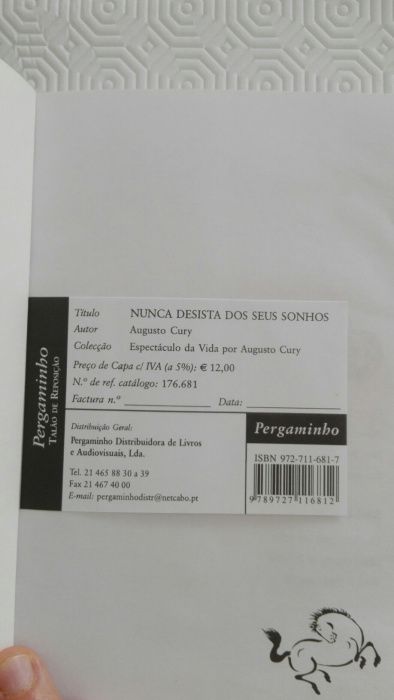 Pergaminho
TALÃO DE REPOSIÇÃO
Título NUNCA DESISTA DOS SEUS SONHOS
Autor Augusto Cury
Colecção Espectáculo da Vida por Augusto Cury
Preço de Capa c/ IVA (a 5%): € 12,00
N.º de ref. catálogo: 176.681
Factura n.º Data:
Distribuição Geral:
Pergaminho Distribuidora de Livros
e Audiovisuais, Lda.
Tel. 21 465 88 30 a 39
Fax 21 467 40 00
E-mail: pergaminhodistr@netcabo.pt
Pergaminho
ISBN 972-711-681-7
9789727116812